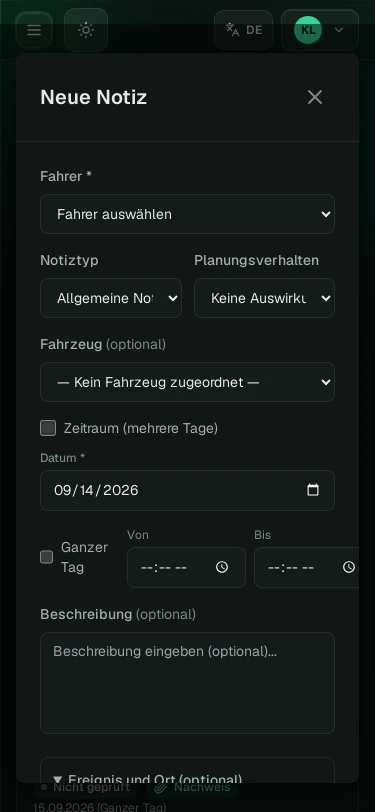 DE
KL
Neue Notiz
Fahrer *
Fahrer auswählen
Notiztyp
Planungsverhalten
Allgemeine No
Keine Auswirku
Fahrzeug (optional)
— Kein Fahrzeug zugeordnet —
Zeitraum (mehrere Tage)
Datum *
09/14/2026
Von
Bis
Ganzer
Tag
--:-- --
--:-- --
Beschreibung (optional)
Beschreibung eingeben (optional)...
▼ Ereignis und Ort (optional)
Nicht geprüft
Nachweis
15.09.2026 (Ganzer Tag)